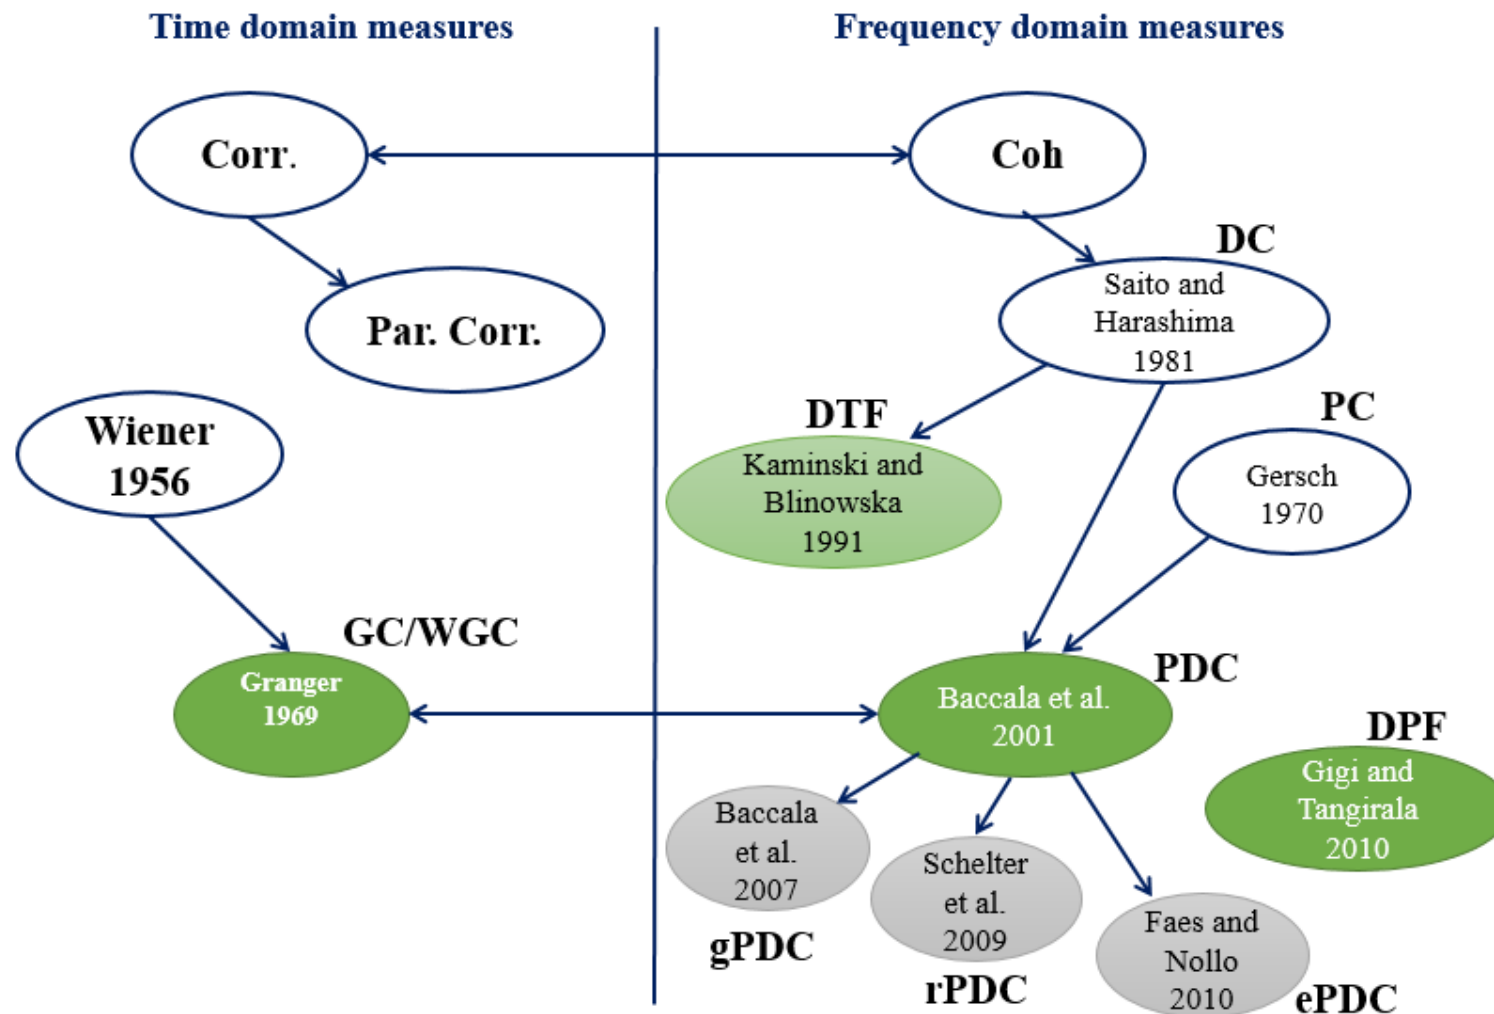 Time domain measures
Frequency domain measures
Corr.
Coh
DC
Saito and
Harashima
1981
Par. Corr.
DTF
PC
Wiener
1956
Kaminski and
Blinowska
1991
Gersch
1970
GC/WGC
Granger
1969
PDC
Baccala et al.
2001
DPF
Gigi and
Tangirala
2010
Baccala
et al.
2007
gPDC
Schelter
et al.
2009
rPDC
Faes and
Nollo
2010
ePDC